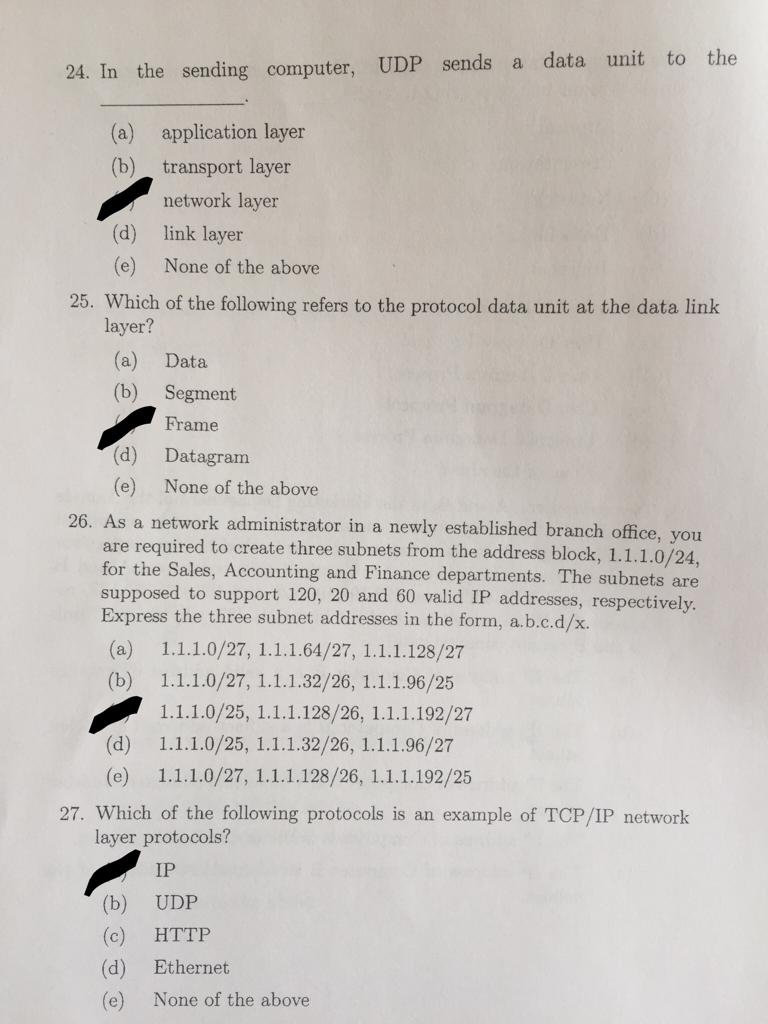 24. In the sending computer, UDP sends a data unit to the
____________.
(a) application layer
(b) transport layer
network layer
(d) link layer
(e) None of the above
25. Which of the following refers to the protocol data unit at the data link
layer?
(a) Data
(b) Segment
Frame
(d) Datagram
(e) None of the above
26. As a network administrator in a newly established branch office, you
are required to create three subnets from the address block, 1.1.1.0/24,
for the Sales, Accounting and Finance departments. The subnets are
supposed to support 120, 20 and 60 valid IP addresses, respectively.
Express the three subnet addresses in the form, a.b.c.d/x.
(a) 1.1.1.0/27, 1.1.1.64/27, 1.1.1.128/27
(b) 1.1.1.0/27, 1.1.1.32/26, 1.1.1.96/25
1.1.1.0/25, 1.1.1.128/26, 1.1.1.192/27
(d) 1.1.1.0/25, 1.1.1.32/26, 1.1.1.96/27
(e) 1.1.1.0/27, 1.1.1.128/26, 1.1.1.192/25
27. Which of the following protocols is an example of TCP/IP network
layer protocols?
IP
(b) UDP
(c) HTTP
(d) Ethernet
(e) None of the above